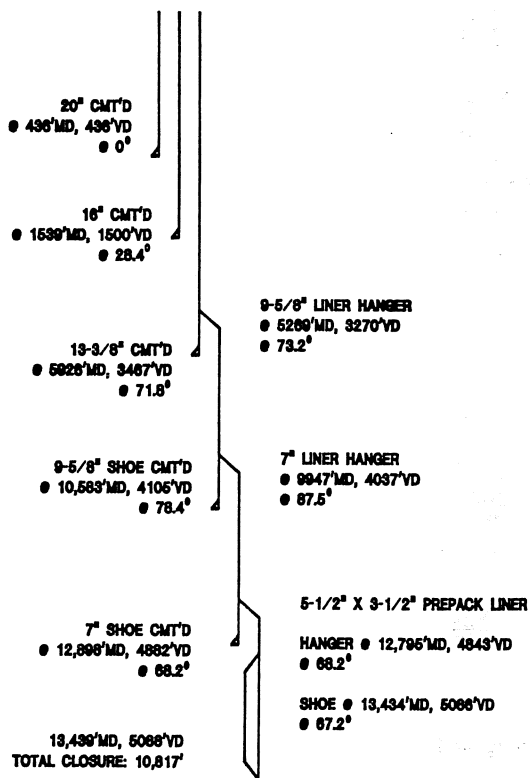 20" CMT'D
@ 436'MD, 436'VD
@ 0°
16" CMT'D
@ 1539'MD, 1500'VD
@ 28.4°
9-5/8" LINER HANGER
@ 5269'MD, 3270'VD
@ 73.2°
13-3/8" CMT'D
@ 5926'MD, 3467'VD
@ 71.8°
9-5/8" SHOE CMT'D
@ 10,583'MD, 4105'VD
@ 78.4°
7" LINER HANGER
@ 9947'MD, 4037'VD
@ 87.5°
5-1/2" X 3-1/2" PREPACK LINER
7" SHOE CMT'D
@ 12,898'MD, 4882'VD
@ 68.2°
HANGER @ 12,795'MD, 4843'VD
@ 68.2°
SHOE @ 13,434'MD, 5086'VD
@ 67.2°
13,439'MD, 5088'VD
TOTAL CLOSURE: 10,817'